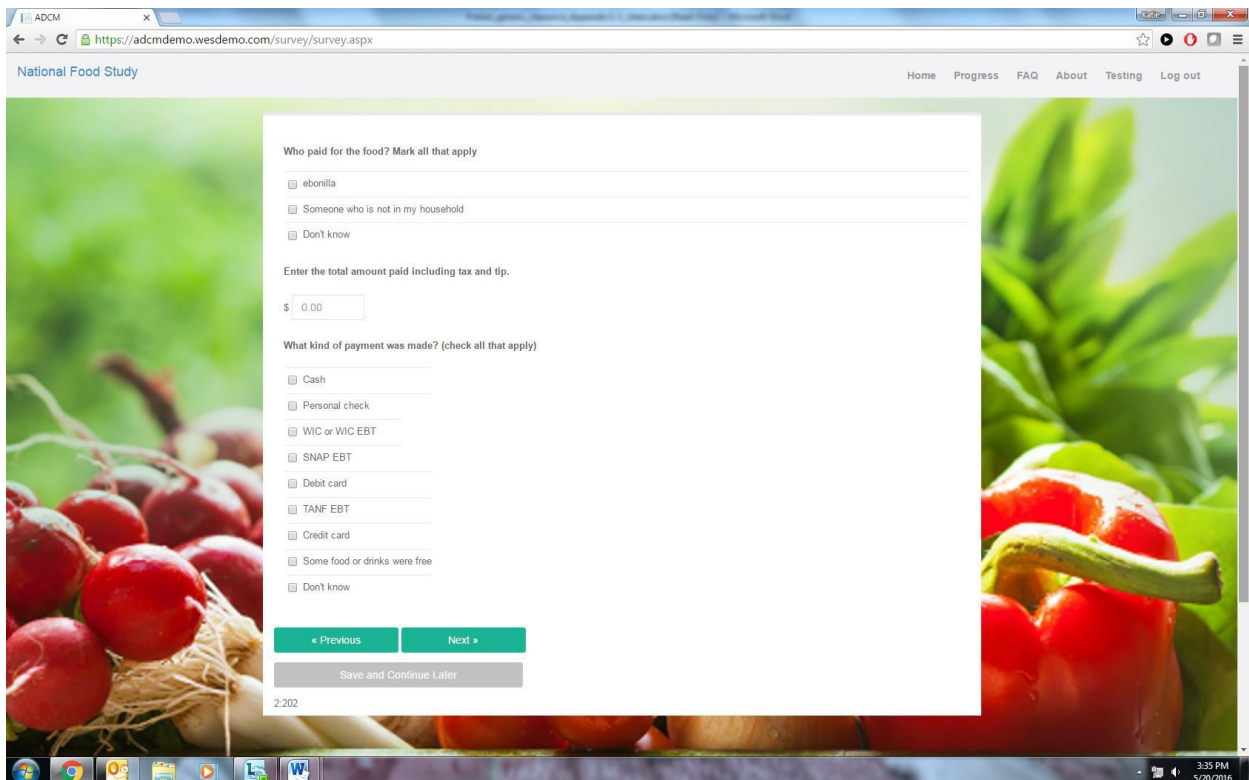 ADCM
Katie
https://adcmdemo.wesdemo.com/survey/survey.aspx
National Food Study
Home Progress FAQ About Testing Log out
Who paid for the food? Mark all that apply
ebonilla
Someone who is not in my household
Don't know
Enter the total amount paid including tax and tip.
$ 0.00
What kind of payment was made? (check all that apply)
Cash
Personal check
WIC or WIC EBT
SNAP EBT
Debit card
TANF EBT
Credit card
Some food or drinks were free
Don't know
« Previous Next »
Save and Continue Later
2:202
3:35 PM
5/20/2016